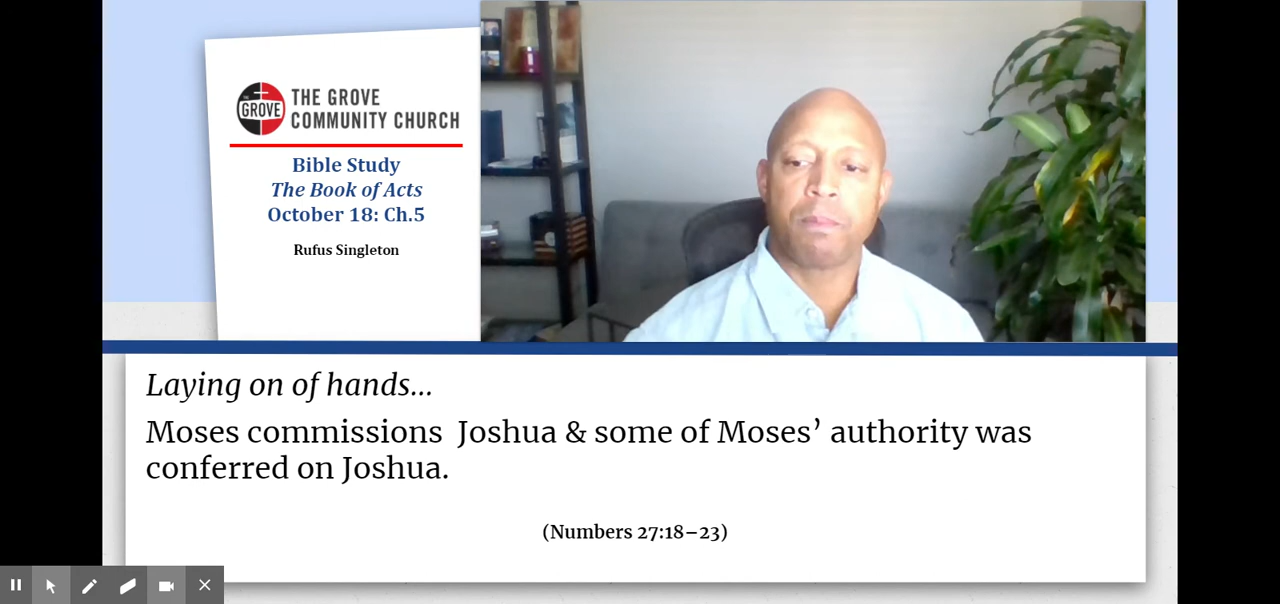 THE
GROVE
THE GROVE
COMMUNITY CHURCH
Bible Study
The Book of Acts
October 18: Ch.5
Rufus Singleton
Laying on of hands...
Moses commissions  Joshua & some of Moses’ authority was
conferred on Joshua.
(Numbers 27:18–23)